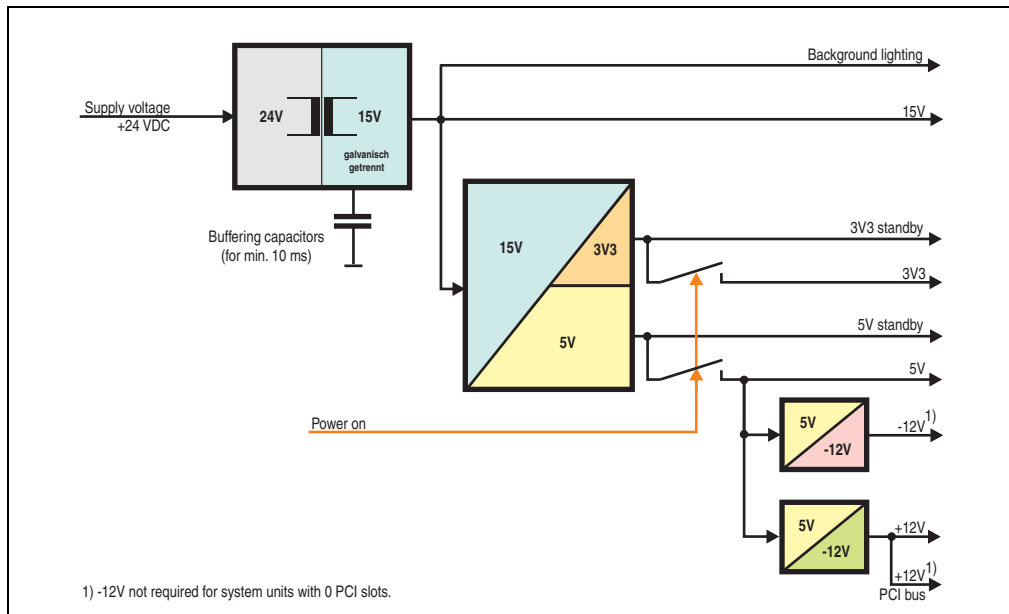 Background lighting
Supply voltage
+24 VDC
24V
15V
galvanisch
getrennt
15V
Buffering capacitors
(for min. 10 ms)
15V
3V3
5V
3V3 standby
3V3
5V standby
5V
Power on
5V
-12V
-12V1)
5V
-12V
+12V
+12V1)
PCI bus
1) -12V not required for system units with 0 PCI slots.